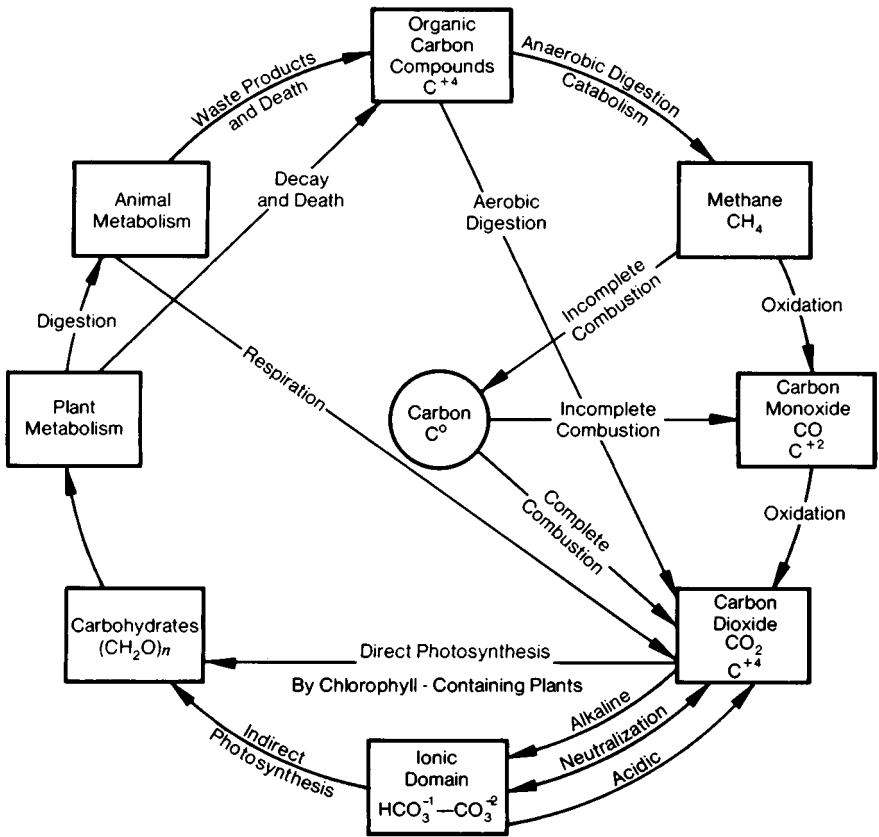 Organic
Carbon
Compounds
C⁺⁴
Anaerobic Digestion
Catabolism
Waste Products
and Death
Animal
Metabolism
Decay
and Death
Aerobic
Digestion
Methane
CH₄
Incomplete
Combustion
Oxidation
Digestion
Respiration
Plant
Metabolism
Carbon
C⁰
Incomplete
Combustion
Carbon
Monoxide
CO
C⁺²
Complete
Combustion
Oxidation
Carbohydrates
(CH₂O)n
Direct Photosynthesis
By Chlorophyll - Containing Plants
Carbon
Dioxide
CO₂
C⁺⁴
Indirect
Photosynthesis
Ionic
Domain
HCO₃⁻¹—CO₃⁻²
Alkaline
Neutralization
Acidic